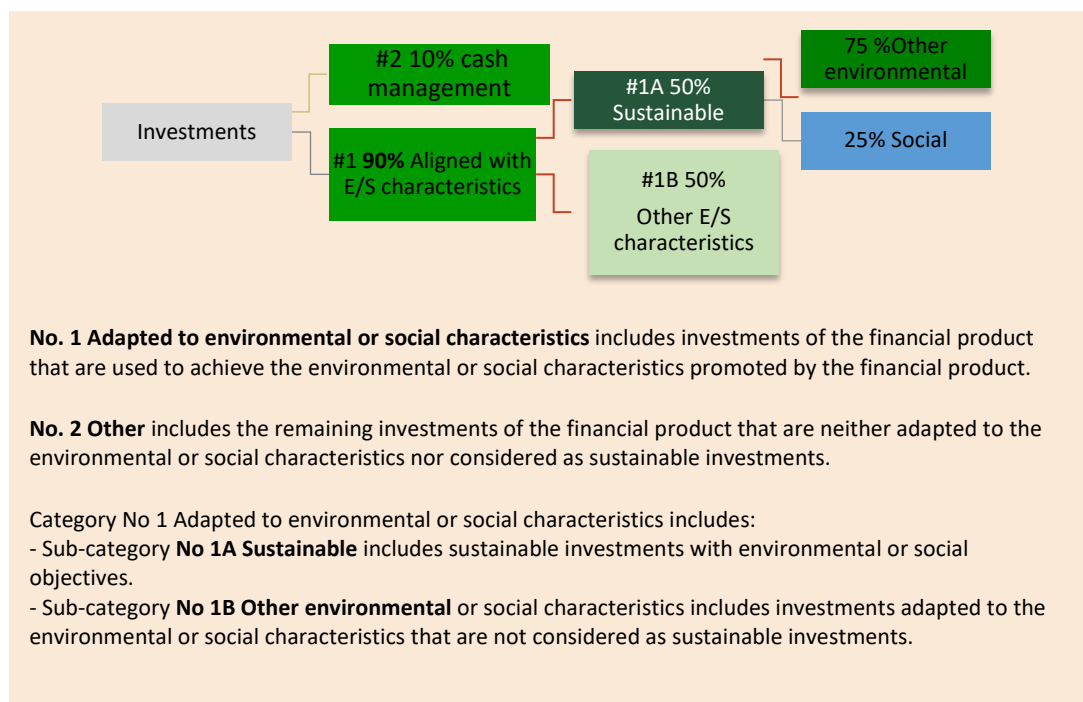 Investments
#2 10% cash
management
#1 90% Aligned with
E/S characteristics
#1A 50%
Sustainable
#1B 50%
Other E/S
characteristics
75 %Other
environmental
25% Social
No. 1 Adapted to environmental or social characteristics includes investments of the financial product
that are used to achieve the environmental or social characteristics promoted by the financial product.
No. 2 Other includes the remaining investments of the financial product that are neither adapted to the
environmental or social characteristics nor considered as sustainable investments.
Category No 1 Adapted to environmental or social characteristics includes:
- Sub-category No 1A Sustainable includes sustainable investments with environmental or social
objectives.
- Sub-category No 1B Other environmental or social characteristics includes investments adapted to the
environmental or social characteristics that are not considered as sustainable investments.